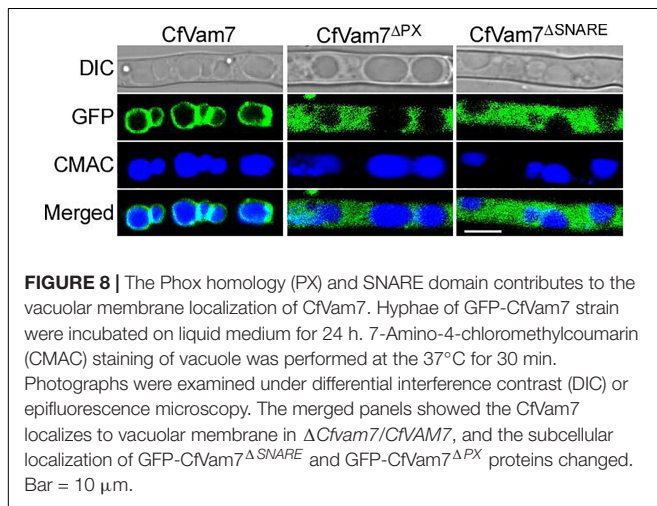 CfVam7 CfVam7ΔPX CfVam7ΔSNARE
DIC
GFP
CMAC
Merged
FIGURE 8 | The Phox homology (PX) and SNARE domain contributes to the
vacuolar membrane localization of CfVam7. Hyphae of GFP-CfVam7 strain
were incubated on liquid medium for 24 h. 7-Amino-4-chloromethylcoumarin
(CMAC) staining of vacuole was performed at the 37°C for 30 min.
Photographs were examined under differential interference contrast (DIC) or
epifluorescence microscopy. The merged panels showed the CfVam7
localizes to vacuolar membrane in ΔCfvam7/CfVAM7, and the subcellular
localization of GFP-CfVam7ΔSNARE and GFP-CfVam7ΔPX proteins changed.
Bar = 10 μm.